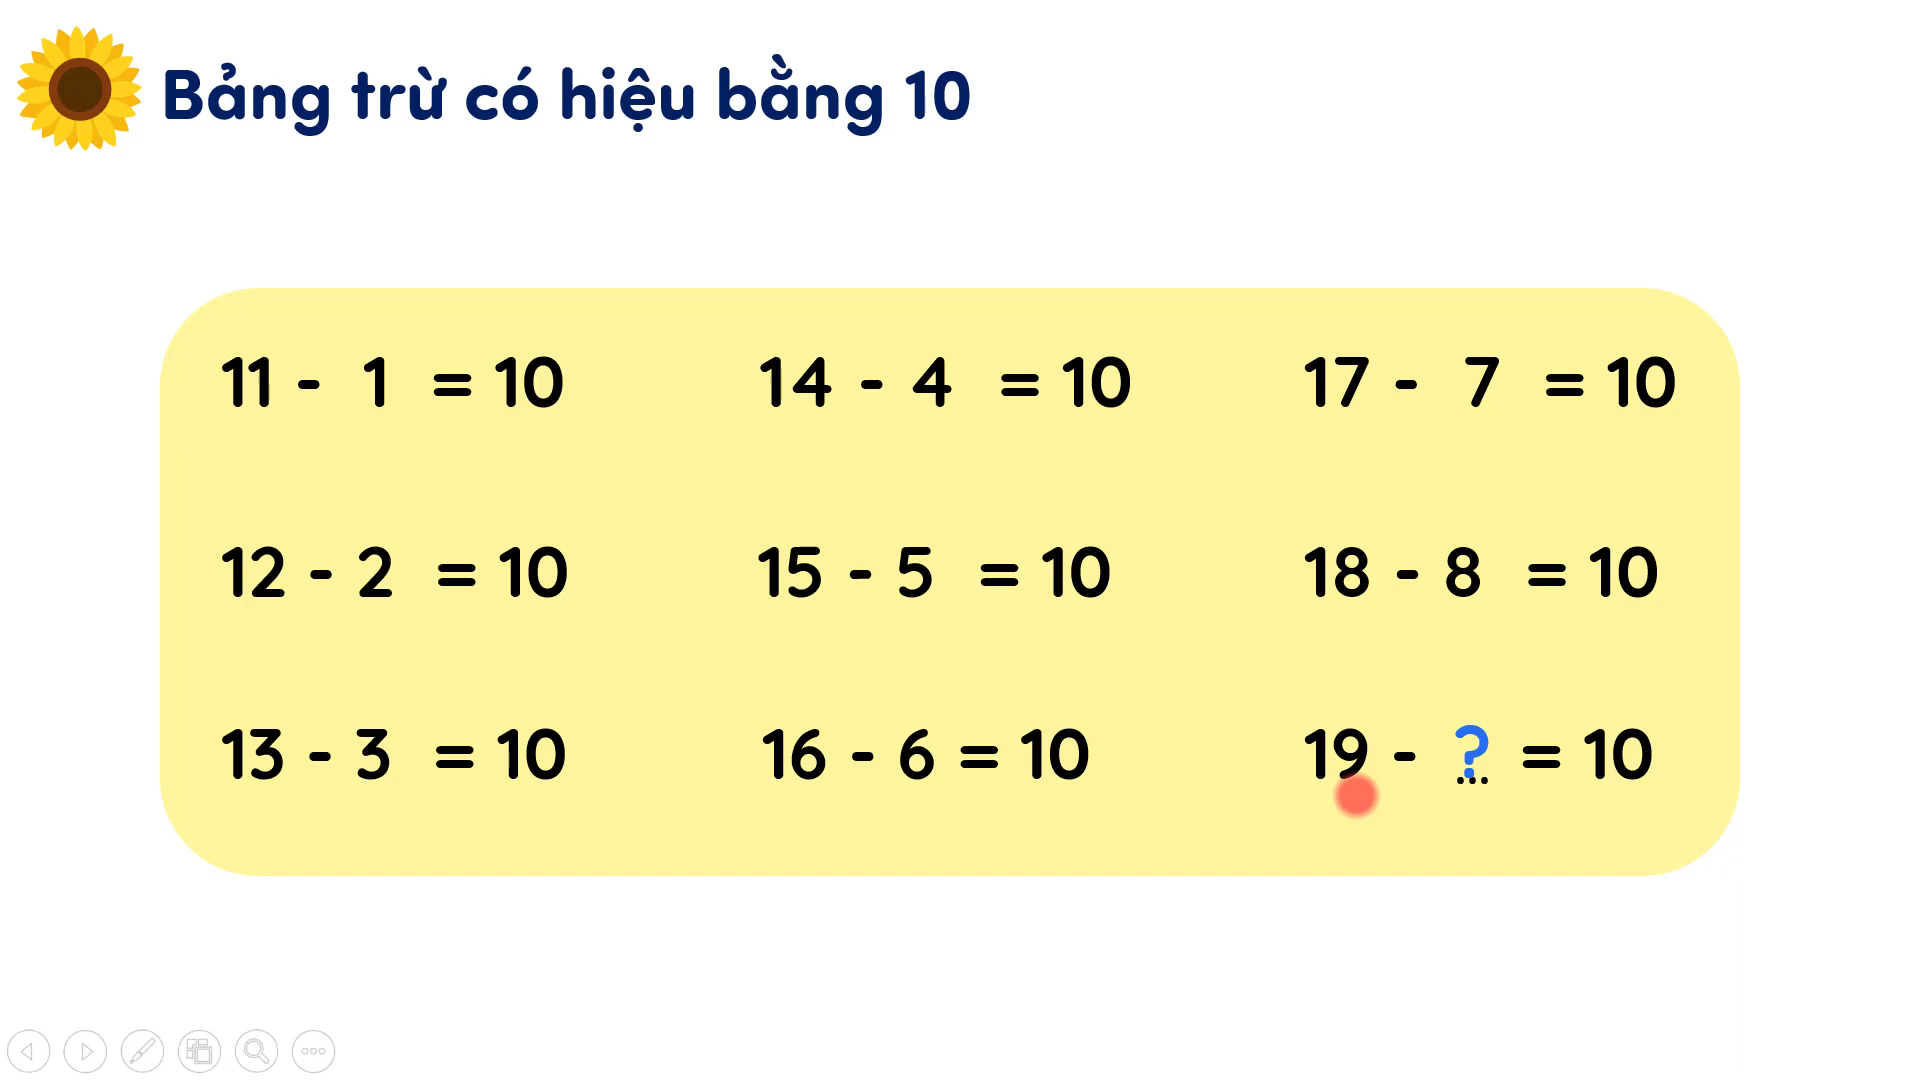 Bảng trừ có hiệu bằng 10
11 - 1 = 10 14 - 4 = 10 17 - 7 = 10
12 - 2 = 10 15 - 5 = 10 18 - 8 = 10
13 - 3 = 10 16 - 6 = 10 19 - ?... = 10